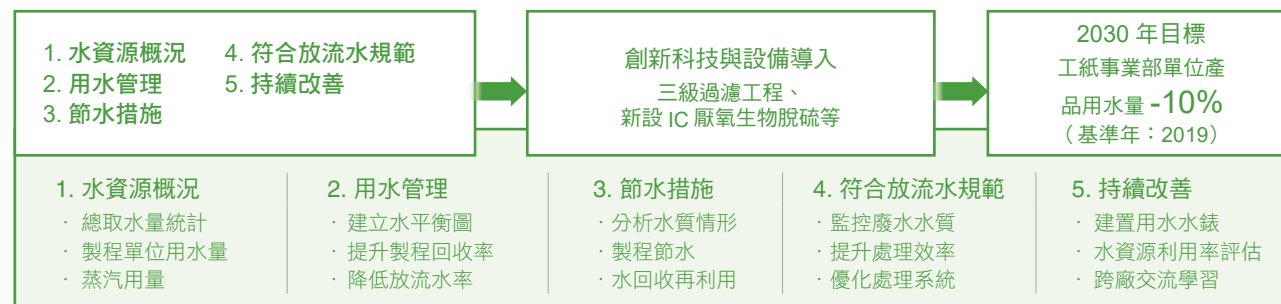 1. 水資源概況
2. 用水管理
3. 節水措施
4. 符合放流水規範
5. 持續改善
創新科技與設備導入
三級過濾工程、
新設 IC 厭氧生物脫硫等
2030 年目標
工紙事業部單位產
品用水量 -10%
(基準年:2019)
1. 水資源概況
· 總取水量統計
· 製程單位用水量
· 蒸汽用量
2. 用水管理
· 建立水平衡圖
· 提升製程回收率
· 降低放流水率
3. 節水措施
· 分析水質情形
· 製程節水
· 水回收再利用
4. 符合放流水規範
· 監控廢水水質
· 提升處理效率
· 優化處理系統
5. 持續改善
· 建置用水水錶
· 水資源利用率評估
· 跨廠交流學習